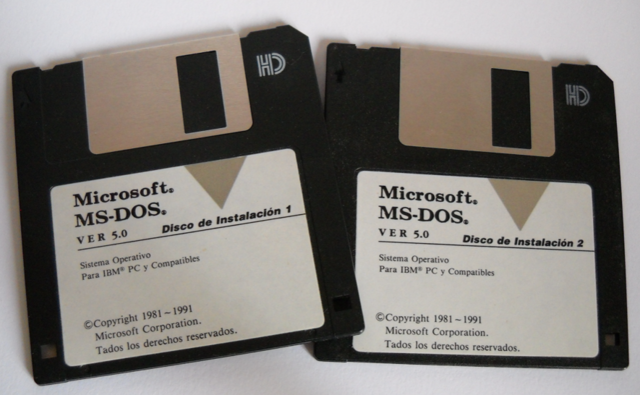 HD
Microsoft®
MS-DOS®
VER 5.0
Disco de Instalación 1
Sistema Operativo
Para IBM® PC y Compatibles
©Copyright 1981~1991
Microsoft Corporation.
Tados los derechos reservados.
HD
Microsoft®
MS-DOS®
VER 5.0
Disco de Instalación 2
Sistema Operativo
Para IBM® PC y Compatibles
©Copyright 1981~1991
Microsoft Corporation.
Tados los derechos reservados.